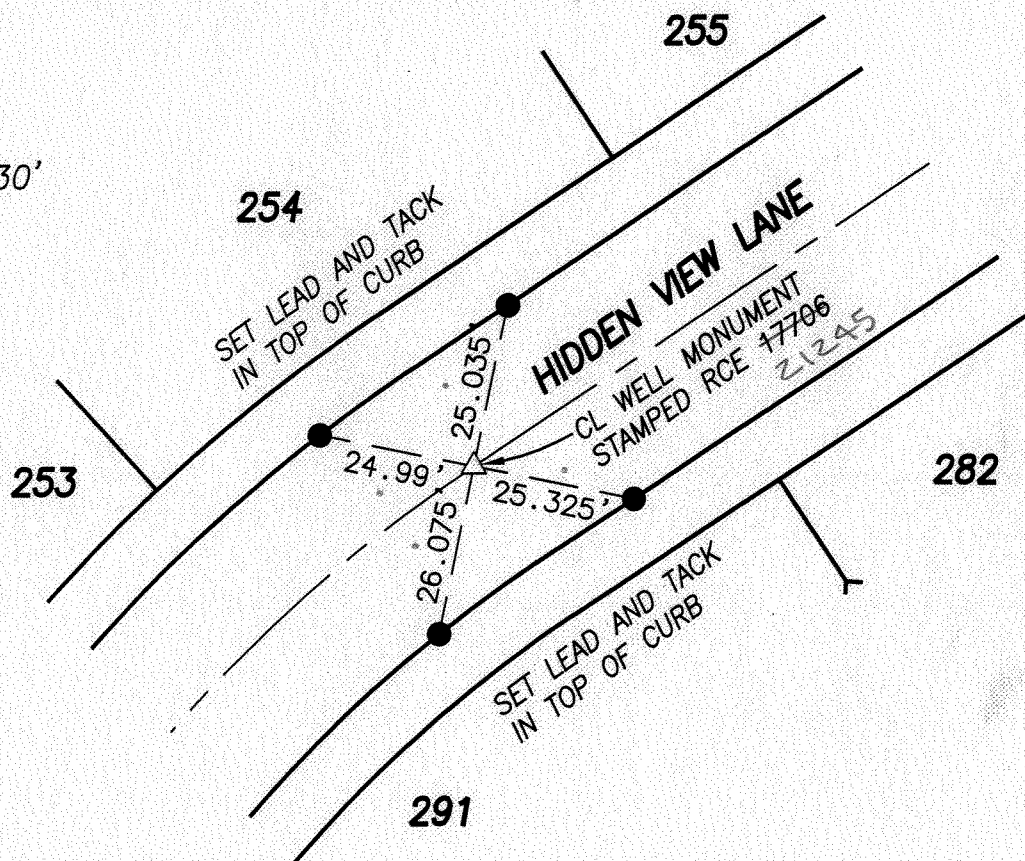 255
30'
254
SET LEAD AND TACK
IN TOP OF CURB
HIDDEN VIEW LANE
CL WELL MONUMENT
STAMPED RCE 17706
21245
25.035'
24.99'
25.325'
26.075'
253
282
SET LEAD AND TACK
IN TOP OF CURB
291